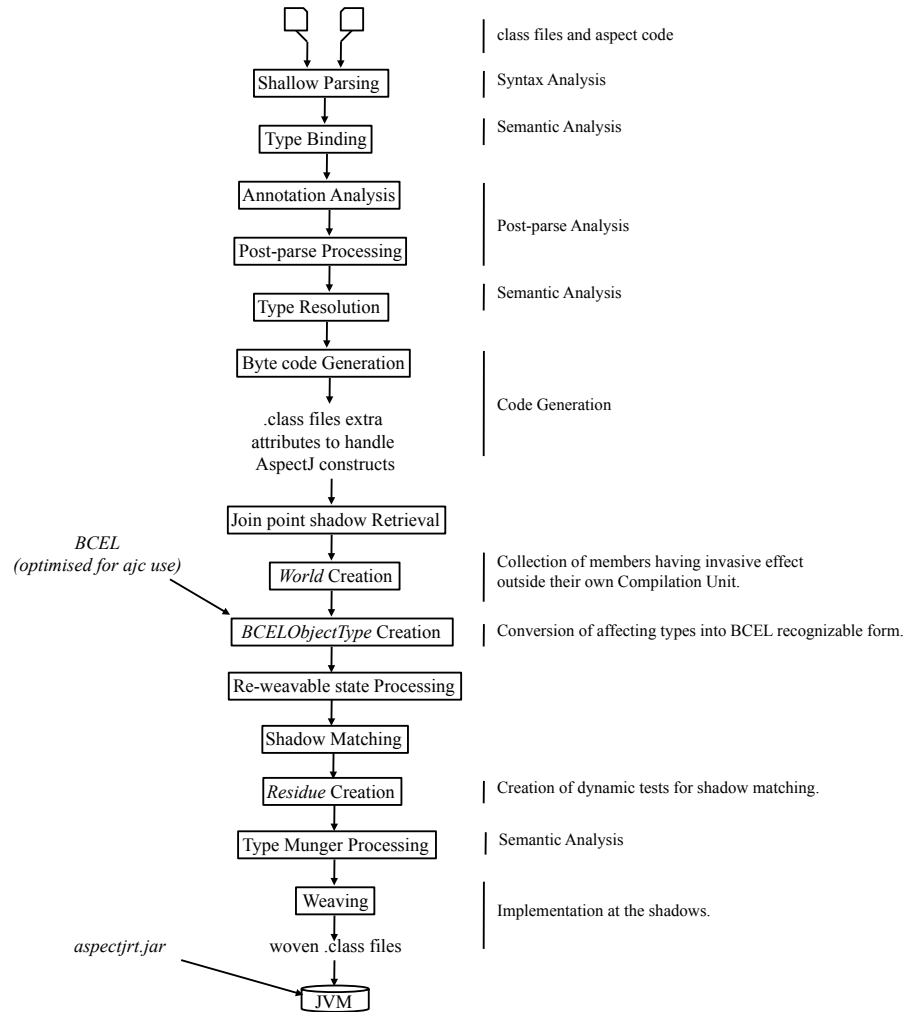 class files and aspect code
Shallow Parsing
Syntax Analysis
Type Binding
Semantic Analysis
Annotation Analysis
Post-parse Analysis
Post-parse Processing
Type Resolution
Semantic Analysis
Byte code Generation
Code Generation
.class files extra
attributes to handle
AspectJ constructs
Join point shadow Retrieval
BCEL
(optimised for ajc use)
World Creation
Collection of members having invasive effect
outside their own Compilation Unit.
BCELObjectType Creation
Conversion of affecting types into BCEL recognizable form.
Re-weavable state Processing
Shadow Matching
Residue Creation
Creation of dynamic tests for shadow matching.
Type Munger Processing
Semantic Analysis
Weaving
Implementation at the shadows.
aspectjrt.jar
woven .class files
JVM